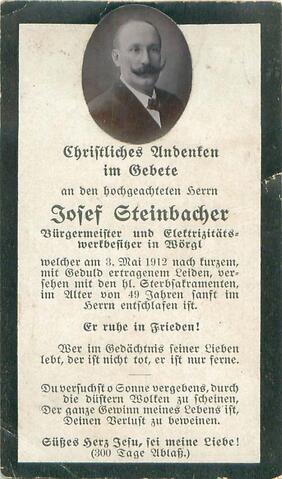 Christliches Andenken
im Gebete
an den hochgeachteten Herrn
Josef Steinbacher
Bürgermeister und Elektrizitäts-
werkbesitzer in Wörgl
welcher am 3. Mai 1912 nach kurzem,
mit Geduld ertragenem Leiden, ver-
sehen mit den hl. Sterbsakramenten,
im Alter von 49 Jahren sanft im
Herrn entschlafen ist.
Er ruhe in Frieden!
Wer im Gedächtnis seiner Lieben
lebt, der ist nicht tot, er ist nur ferne.
Du versuchst o Sonne vergebens, durch
die düstern Wolken zu scheinen,
Der ganze Gewinn meines Lebens ist,
Deinen Verlust zu beweinen.
Süßes Herz Jesu, sei meine Liebe!
(300 Tage Ablaß.)